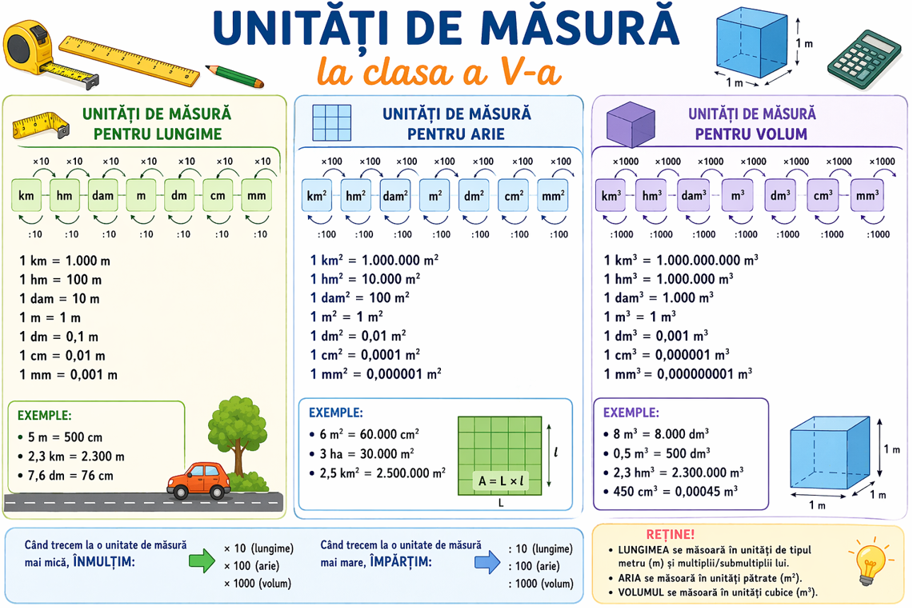 UNITĂȚI DE MĂSURĂ
la clasa a V-a
1 m
1 m
UNITĂȚI DE MĂSURĂ
PENTRU LUNGIME
×10 ×10 ×10 ×10 ×10 ×10 ×10
km hm dam m dm cm mm
:10 :10 :10 :10 :10 :10 :10
1 km = 1.000 m
1 hm = 100 m
1 dam = 10 m
1 m = 1 m
1 dm = 0,1 m
1 cm = 0,01 m
1 mm = 0,001 m
EXEMPLE:
• 5 m = 500 cm
• 2,3 km = 2.300 m
• 7,6 dm = 76 cm
UNITĂȚI DE MĂSURĂ
PENTRU ARIE
×100 ×100 ×100 ×100 ×100 ×100
km² hm² dam² m² dm² cm² mm²
:100 :100 :100 :100 :100 :100 :100
1 km² = 1.000.000 m²
1 hm² = 10.000 m²
1 dam² = 100 m²
1 m² = 1 m²
1 dm² = 0,01 m²
1 cm² = 0,0001 m²
1 mm² = 0,000001 m²
EXEMPLE:
• 6 m² = 60.000 cm²
• 3 ha = 30.000 m²
• 2,5 km² = 2.500.000 m²
A = L × l
l
L
UNITĂȚI DE MĂSURĂ
PENTRU VOLUM
×1000 ×1000 ×1000 ×1000 ×1000 ×1000 ×1000
km³ hm³ dam³ m³ dm³ cm³ mm³
:1000 :1000 :1000 :1000 :1000 :1000 :1000
1 km³ = 1.000.000.000 m³
1 hm³ = 1.000.000 m³
1 dam³ = 1.000 m³
1 m³ = 1 m³
1 dm³ = 0,001 m³
1 cm³ = 0,000001 m³
1 mm³ = 0,000000001 m³
EXEMPLE:
• 8 m³ = 8.000 dm³
• 0,5 m³ = 500 dm³
• 2,3 hm³ = 2.300.000 m³
• 450 cm³ = 0,00045 m³
1 m
1 m
1 m
Când trecem la o unitate de măsură
mai mică, ÎNMULȚIM:
× 10 (lungime)
× 100 (arie)
× 1000 (volum)
Când trecem la o unitate de măsură
mai mare, ÎMPĂRȚIM:
: 10 (lungime)
: 100 (arie)
: 1000 (volum)
REȚINE!
• LUNGIMEA se măsoară în unități de tipul
metru (m) și multiplii/submultiplii lui.
• ARIA se măsoară în unități pătrate (m²).
• VOLUMUL se măsoară în unități cubice (m³).